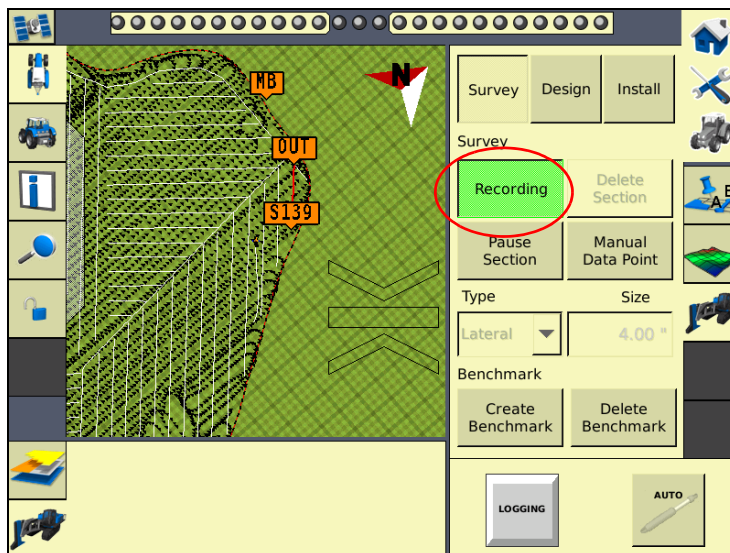 MB
N
OUT
S139
Survey
Design
Install
Survey
Recording
Delete
Section
Pause
Section
Manual
Data Point
Type
Size
Lateral
4.00 "
Benchmark
Create
Benchmark
Delete
Benchmark
LOGGING
AUTO
A
B